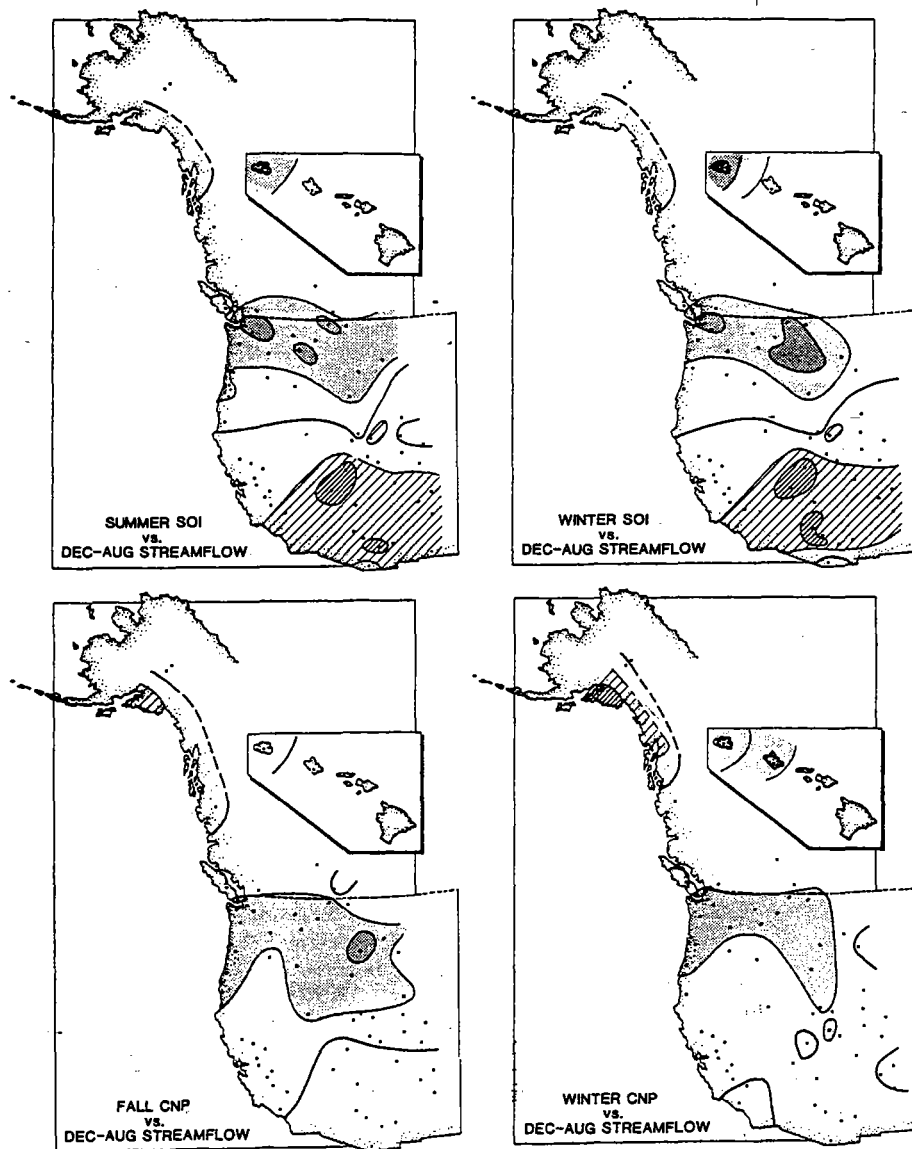 SUMMER SOI
vs.
DEC-AUG STREAMFLOW
WINTER SOI
vs.
DEC-AUG STREAMFLOW
FALL CNP
vs.
DEC-AUG STREAMFLOW
WINTER CNP
vs.
DEC-AUG STREAMFLOW